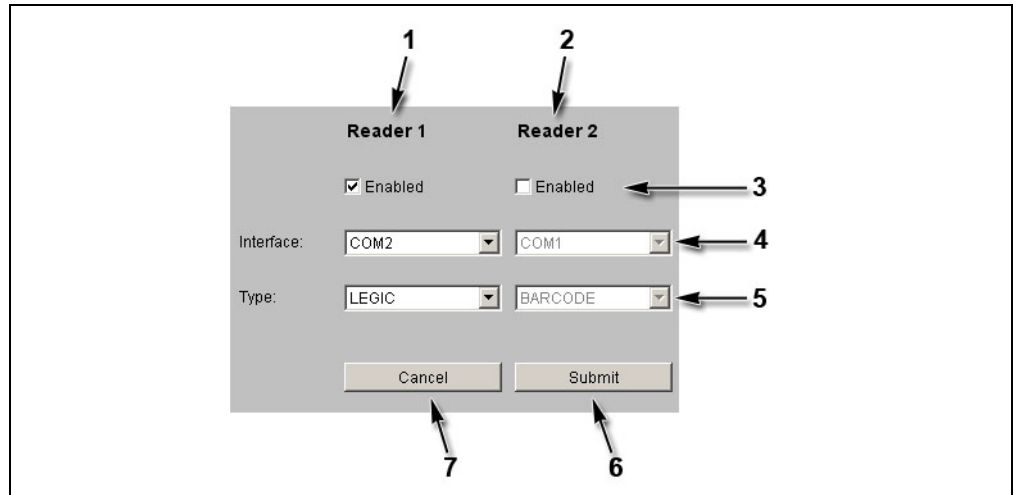 1 2
Reader 1 Reader 2
Enabled Enabled 3
Interface: COM2 COM1 4
Type: LEGIC BARCODE 5
Cancel Submit
7 6